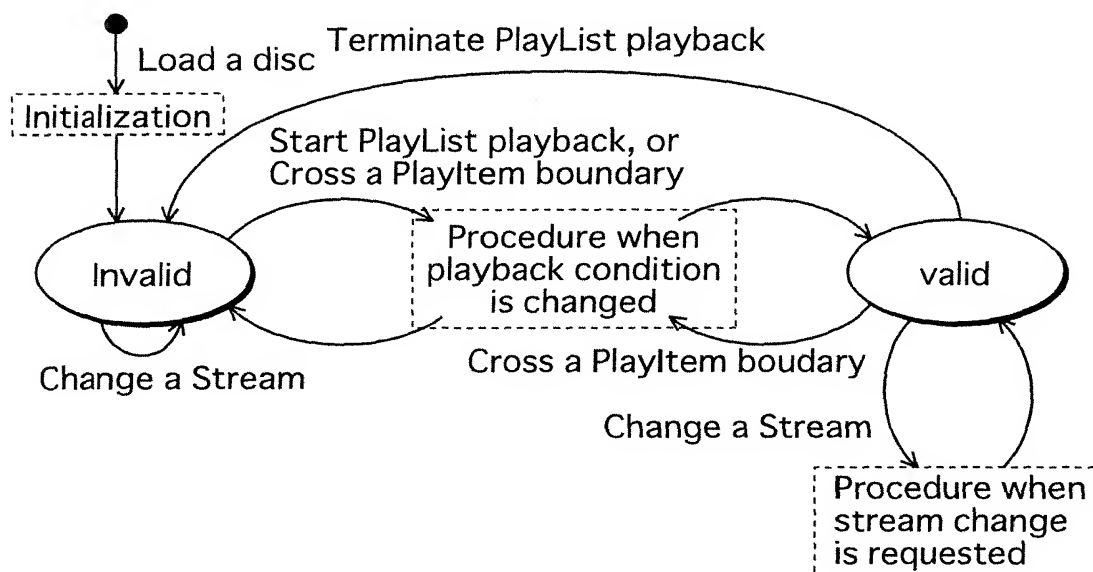 Terminate PlayList playback
Load a disc
Initialization
Start PlayList playback, or
Cross a PlayItem boundary
Procedure when
playback condition
is changed
Invalid
valid
Change a Stream
Cross a PlayItem boudary
Change a Stream
Procedure when
stream change
is requested